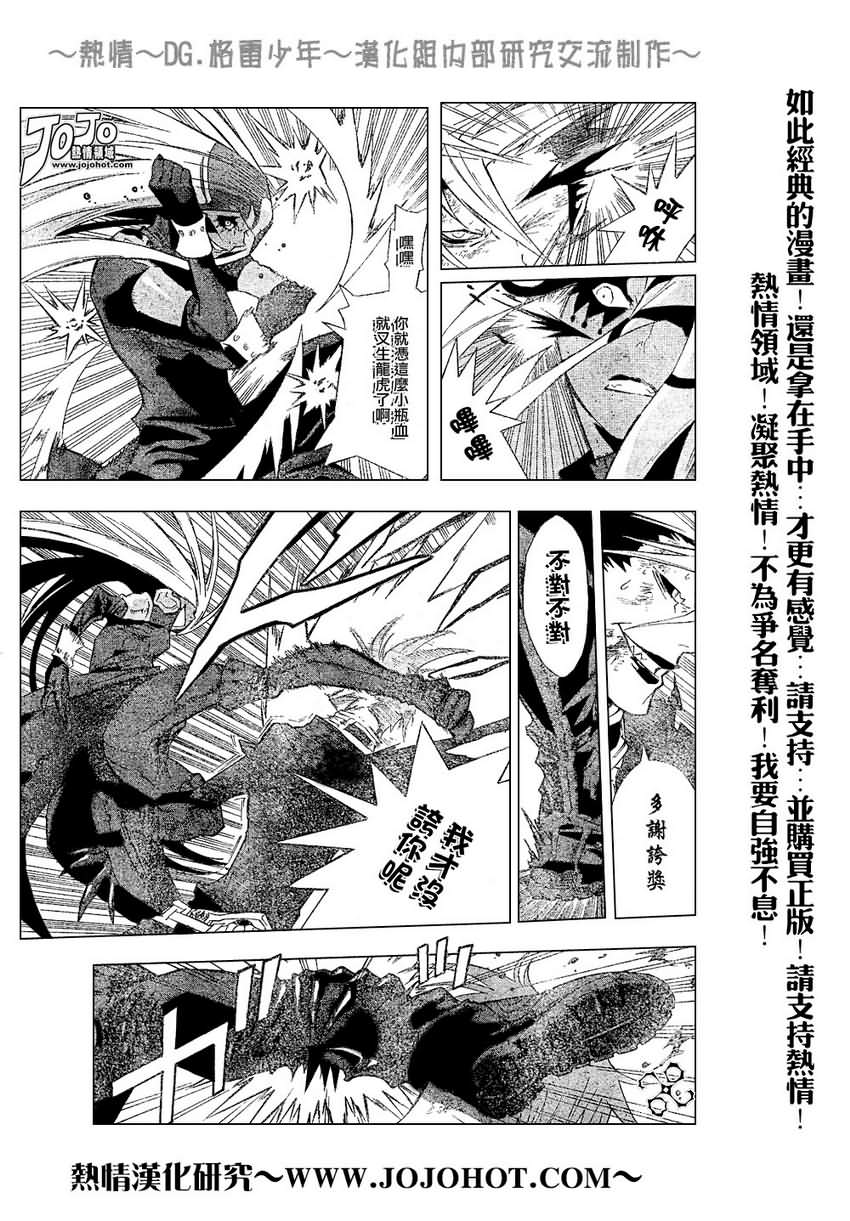 ～熱情～DG.格雷少年～漢化組內部研究交流制作～
如此經典的漫畫！還是拿在手中…才更有感覺…請支持…並購買正版！請支持熱情！
熱情領域！凝聚熱情！不為爭名奪利！我要自強不息！
JOJO
熱情領域
www.jojohot.com
呼
咻
嘿嘿
你就憑這麼小瓶血
就又生龍虎了啊
多謝誇獎
不對不對
我才沒
誇你呢
ガッ
熱情漢化研究～WWW.JOJOHOT.COM～